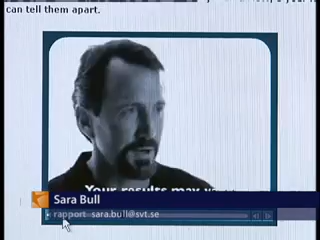 can tell them apart.
Your results may
Sara Bull
rapport sara.bull@svt.se